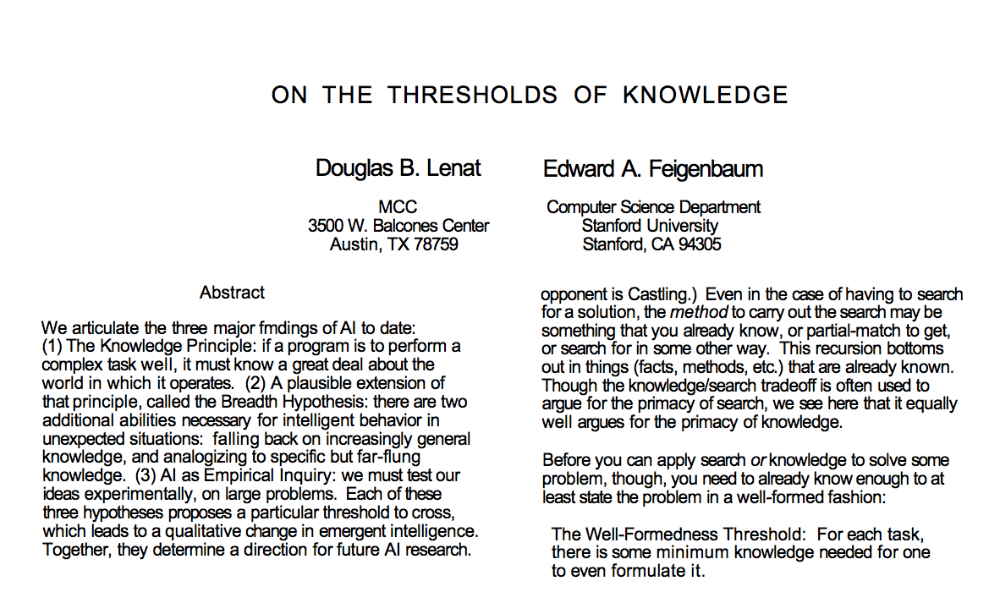 ON THE THRESHOLDS OF KNOWLEDGE
Douglas B. Lenat
MCC
3500 W. Balcones Center
Austin, TX 78759
Edward A. Feigenbaum
Computer Science Department
Stanford University
Stanford, CA 94305
Abstract
We articulate the three major fmdings of AI to date:
(1) The Knowledge Principle: if a program is to perform a
complex task well, it must know a great deal about the
world in which it operates. (2) A plausible extension of
that principle, called the Breadth Hypothesis: there are two
additional abilities necessary for intelligent behavior in
unexpected situations: falling back on increasingly general
knowledge, and analogizing to specific but far-flung
knowledge. (3) AI as Empirical Inquiry: we must test our
ideas experimentally, on large problems. Each of these
three hypotheses proposes a particular threshold to cross,
which leads to a qualitative change in emergent intelligence.
Together, they determine a direction for future AI research.
opponent is Castling.) Even in the case of having to search
for a solution, the method to carry out the search may be
something that you already know, or partial-match to get,
or search for in some other way. This recursion bottoms
out in things (facts, methods, etc.) that are already known.
Though the knowledge/search tradeoff is often used to
argue for the primacy of search, we see here that it equally
well argues for the primacy of knowledge.
Before you can apply search or knowledge to solve some
problem, though, you need to already know enough to at
least state the problem in a well-formed fashion:
The Well-Formedness Threshold: For each task,
there is some minimum knowledge needed for one
to even formulate it.